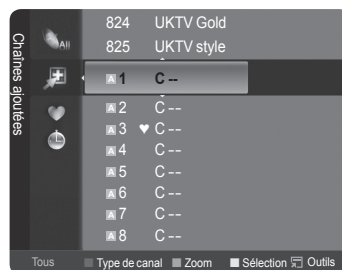 Chaînes ajoutées
All
824 UKTV Gold
825 UKTV style
A 1 C --
A 2 C --
A 3 ♥ C --
A 4 C --
A 5 C --
A 6 C --
A 7 C --
A 8 C --
Tous Type de canal Zoom Sélection Outils